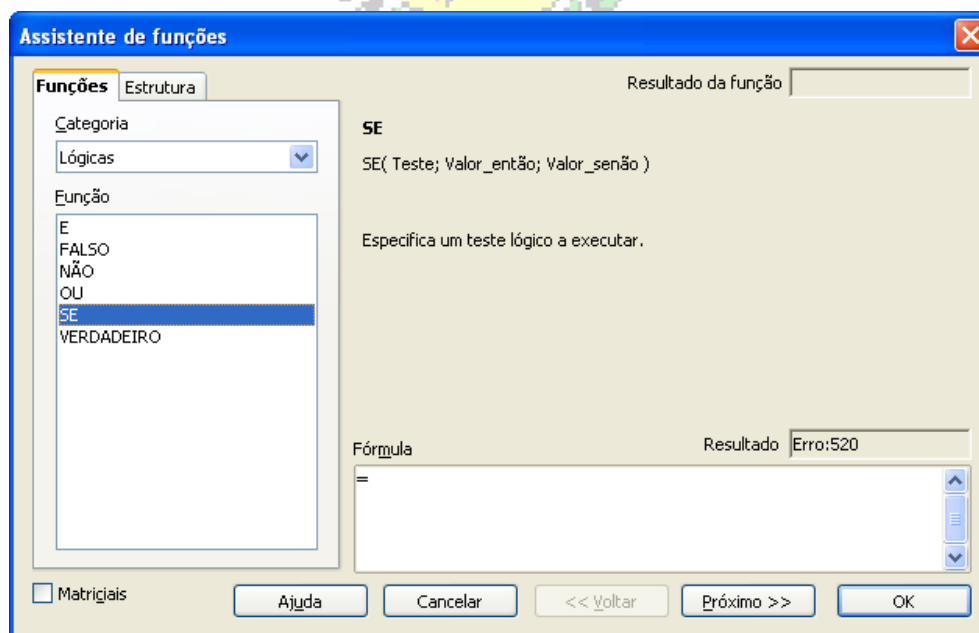 Assistente de funções
Funções
Estrutura
Resultado da função
Categoria
Lógicas
Função
E
FALSO
NÃO
OU
SE
VERDADEIRO
SE
SE( Teste; Valor_então; Valor_senão )
Especifica um teste lógico a executar.
Fórmula
Resultado
Erro:520
=
Matriciais
Ajuda
Cancelar
<< Voltar
Próximo >>
OK